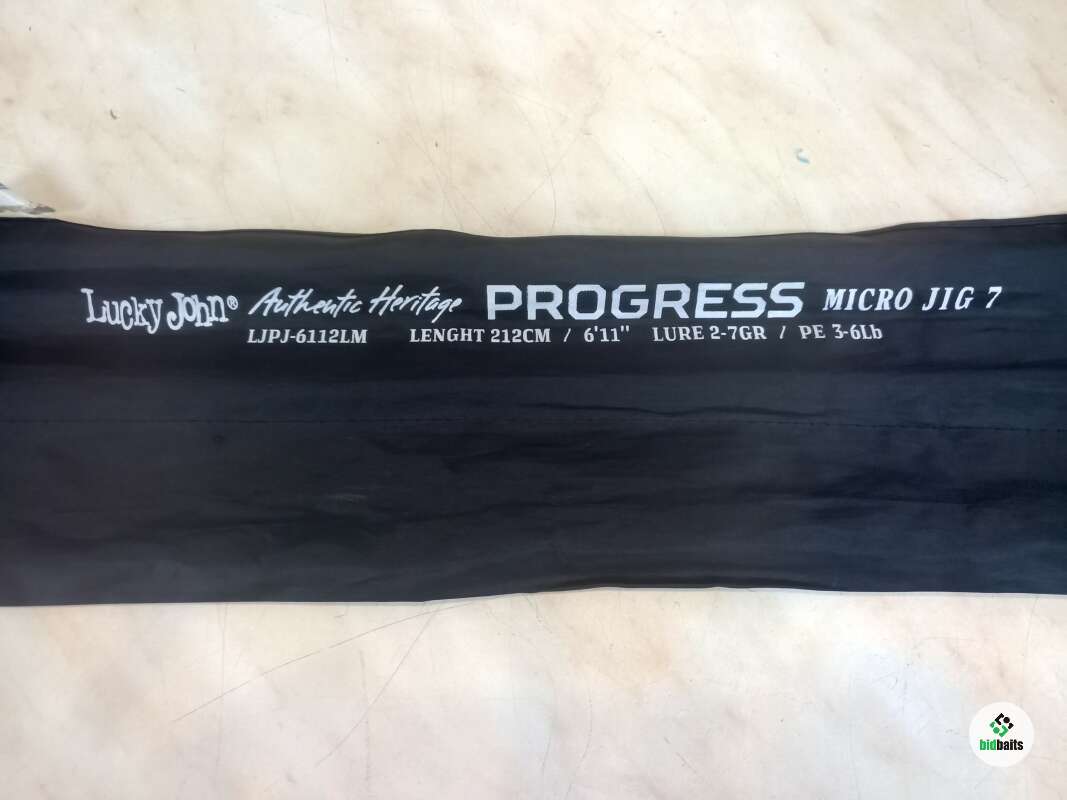 Lucky John® Authentic Heritage PROGRESS MICRO JIG 7
LJPJ-6112LM LENGHT 212CM / 6'11" LURE 2-7GR / PE 3-6Lb
bidbaits